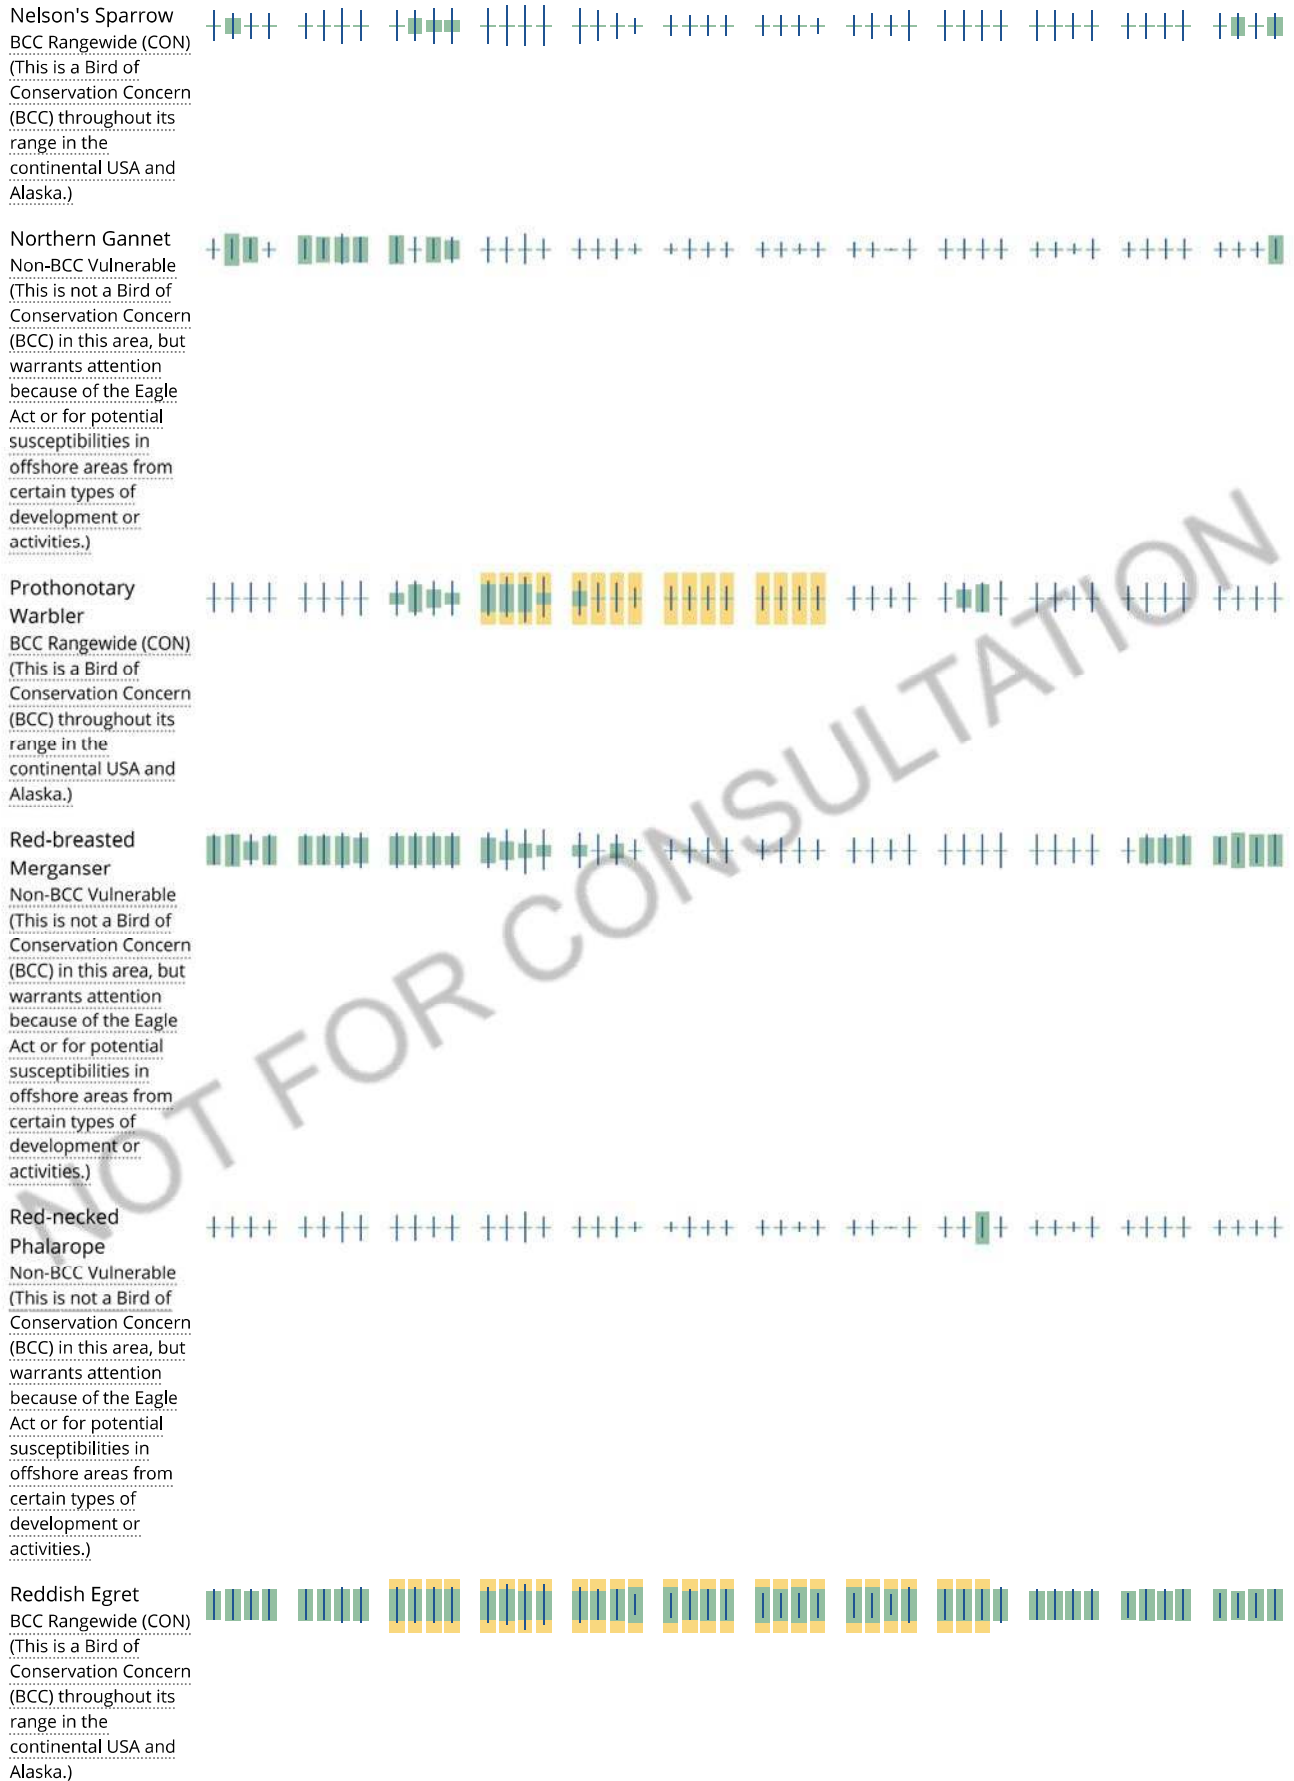 Nelson's Sparrow
BCC Rangewide (CON)
(This is a Bird of
Conservation Concern
(BCC) throughout its
range in the
continental USA and
Alaska.)
Northern Gannet
Non-BCC Vulnerable
(This is not a Bird of
Conservation Concern
(BCC) in this area, but
warrants attention
because of the Eagle
Act or for potential
susceptibilities in
offshore areas from
certain types of
development or
activities.)
Prothonotary
Warbler
BCC Rangewide (CON)
(This is a Bird of
Conservation Concern
(BCC) throughout its
range in the
continental USA and
Alaska.)
Red-breasted
Merganser
Non-BCC Vulnerable
(This is not a Bird of
Conservation Concern
(BCC) in this area, but
warrants attention
because of the Eagle
Act or for potential
susceptibilities in
offshore areas from
certain types of
development or
activities.)
Red-necked
Phalarope
Non-BCC Vulnerable
(This is not a Bird of
Conservation Concern
(BCC) in this area, but
warrants attention
because of the Eagle
Act or for potential
susceptibilities in
offshore areas from
certain types of
development or
activities.)
Reddish Egret
BCC Rangewide (CON)
(This is a Bird of
Conservation Concern
(BCC) throughout its
range in the
continental USA and
Alaska.)
NOT FOR CONSULTATION